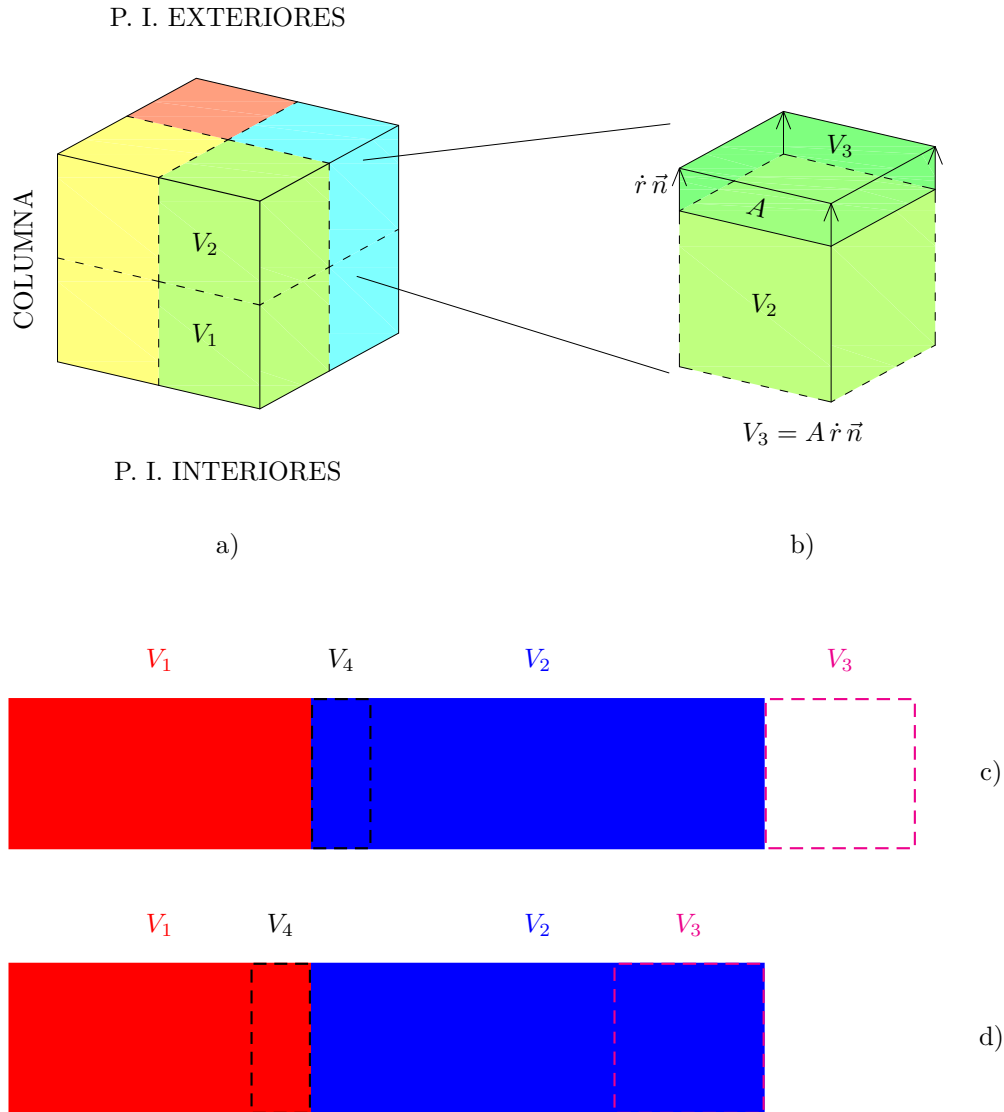 P. I. EXTERIORES
COLUMNA
V₂
V₁
P. I. INTERIORES
a)
V₃
ṙ n⃗
A
V₂
V₃ = A ṙ n⃗
b)
V₁ V₄ V₂ V₃
c)
V₁ V₄ V₂ V₃
d)